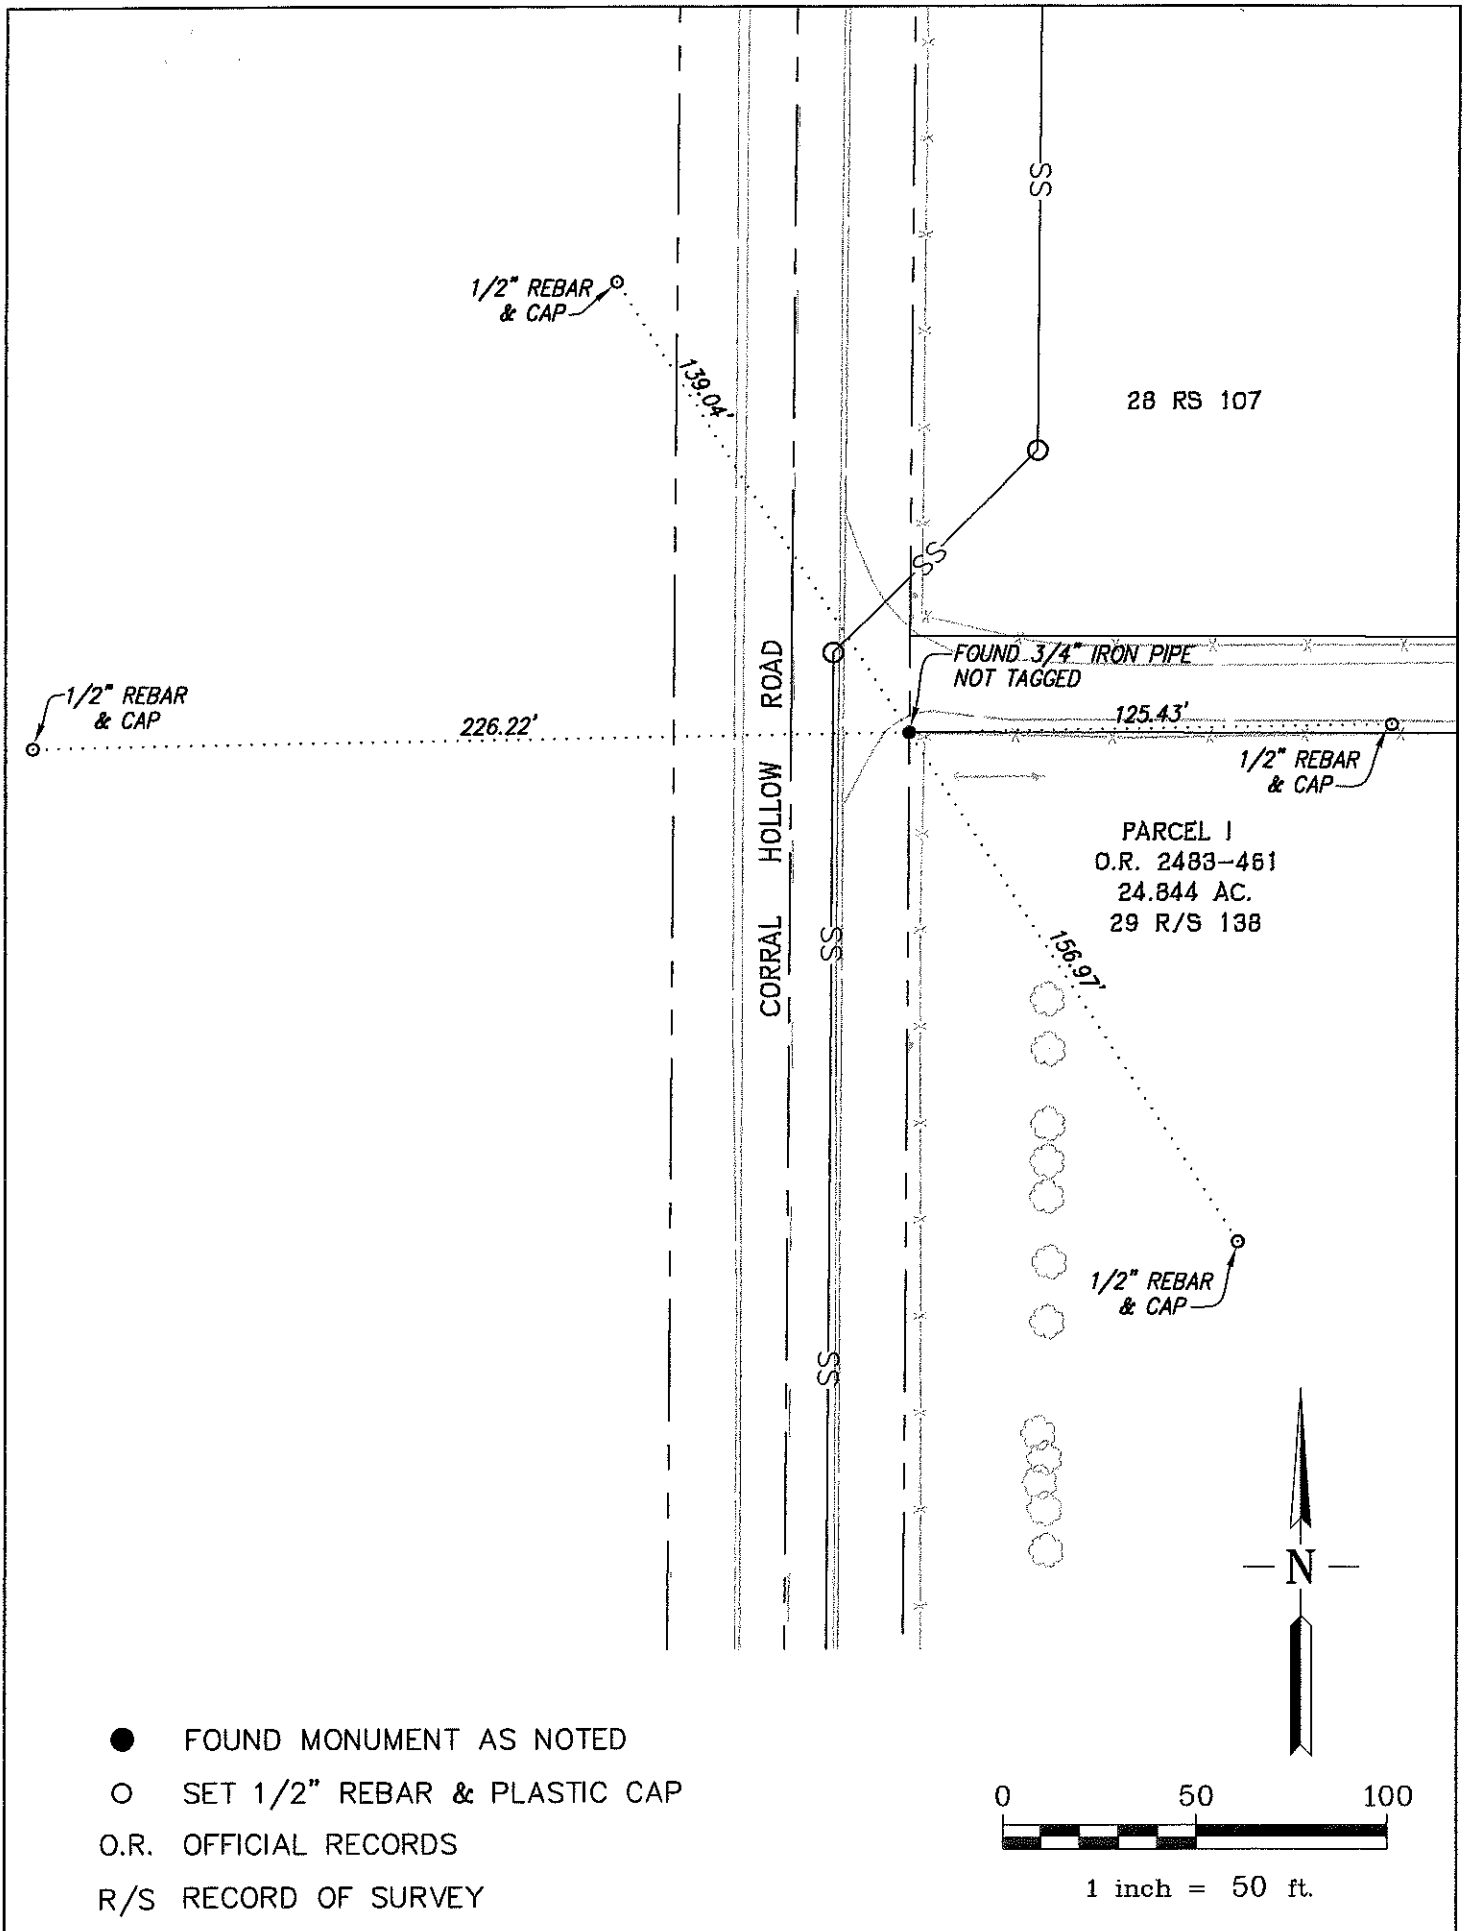 SS
1/2" REBAR
& CAP
139.04'
28 RS 107
SS
FOUND 3/4" IRON PIPE
NOT TAGGED
1/2" REBAR
& CAP
226.22'
125.43'
1/2" REBAR
& CAP
CORRAL HOLLOW ROAD
PARCEL 1
O.R. 2483-461
24.844 AC.
29 R/S 138
SS
156.97'
1/2" REBAR
& CAP
SS
N
FOUND MONUMENT AS NOTED
SET 1/2" REBAR & PLASTIC CAP
O.R. OFFICIAL RECORDS
R/S RECORD OF SURVEY
0 50 100
1 inch = 50 ft.